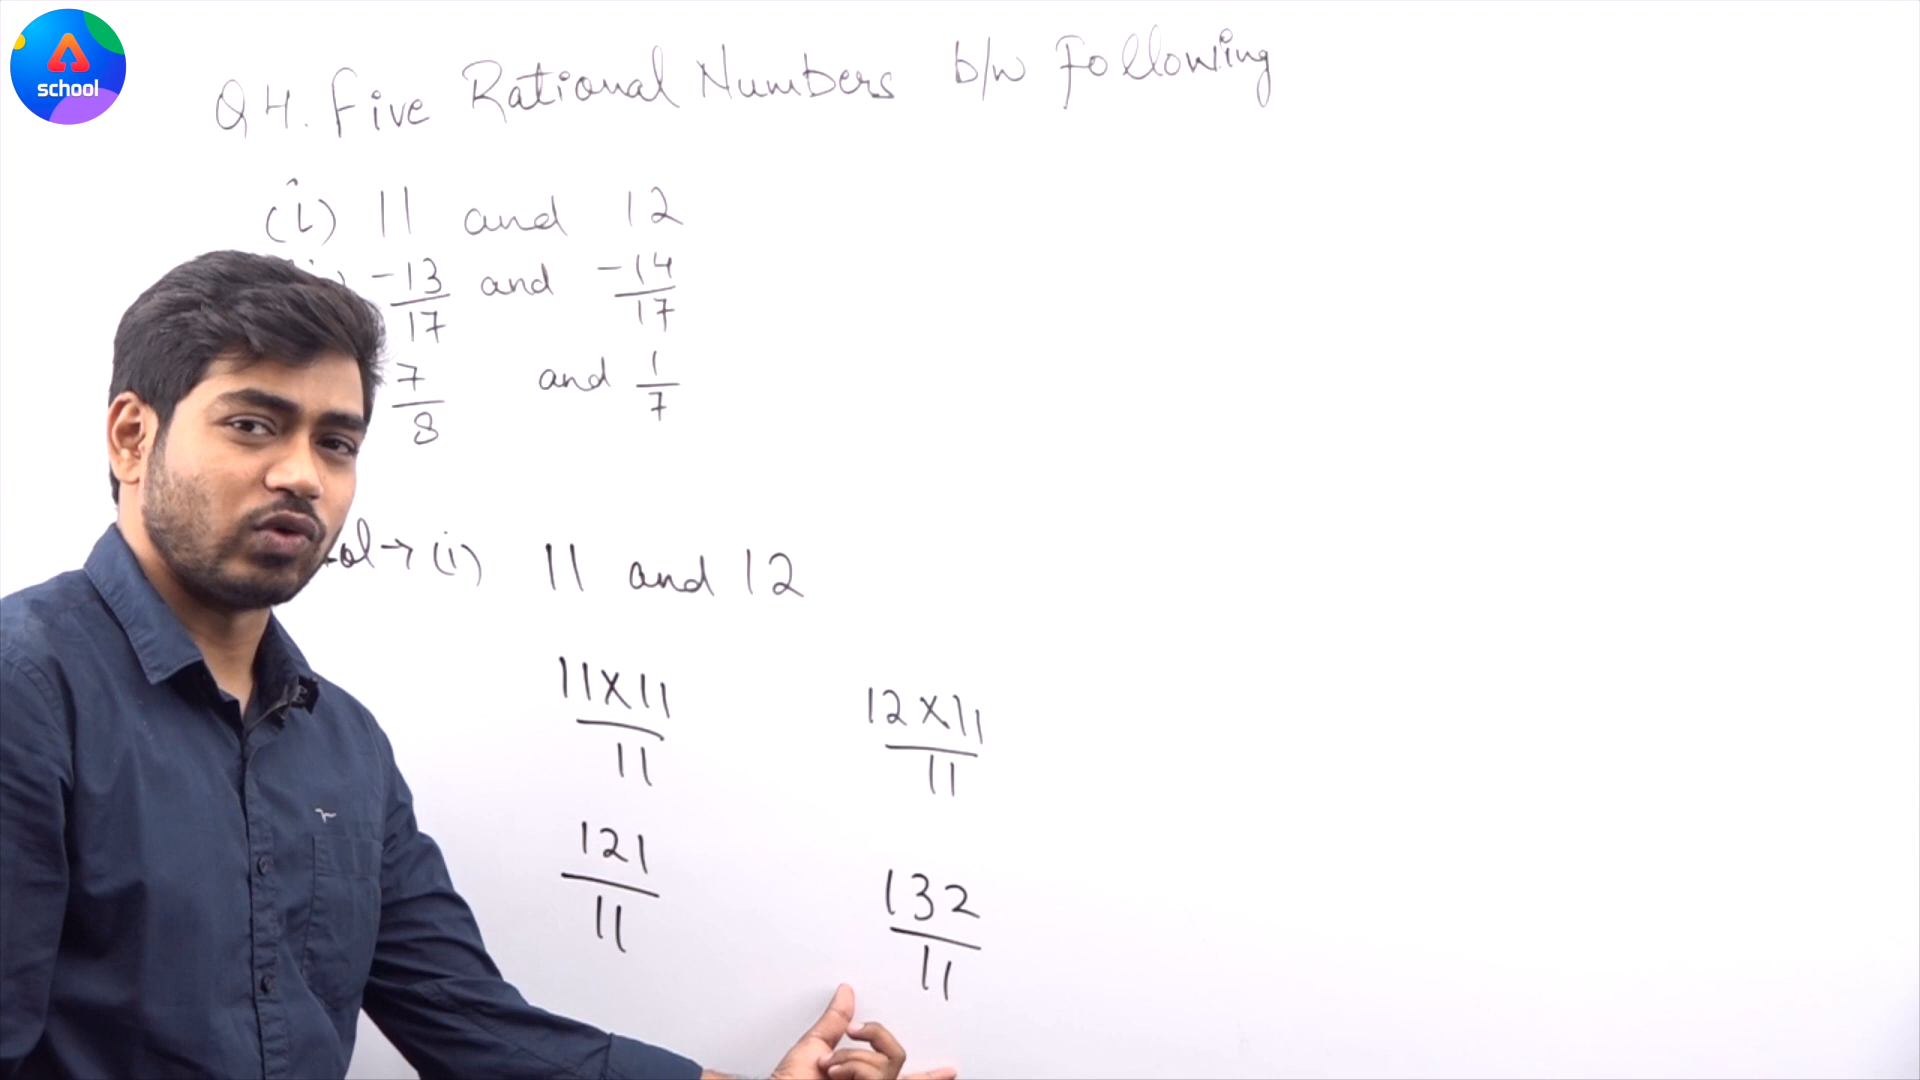 school
Q4. Five Rational Numbers b/w Following
(i) 11 and 12
-13/17 and -14/17
7/8 and 1/7
ol → (i) 11 and 12
11×11/11 12×11/11
121/11 132/11